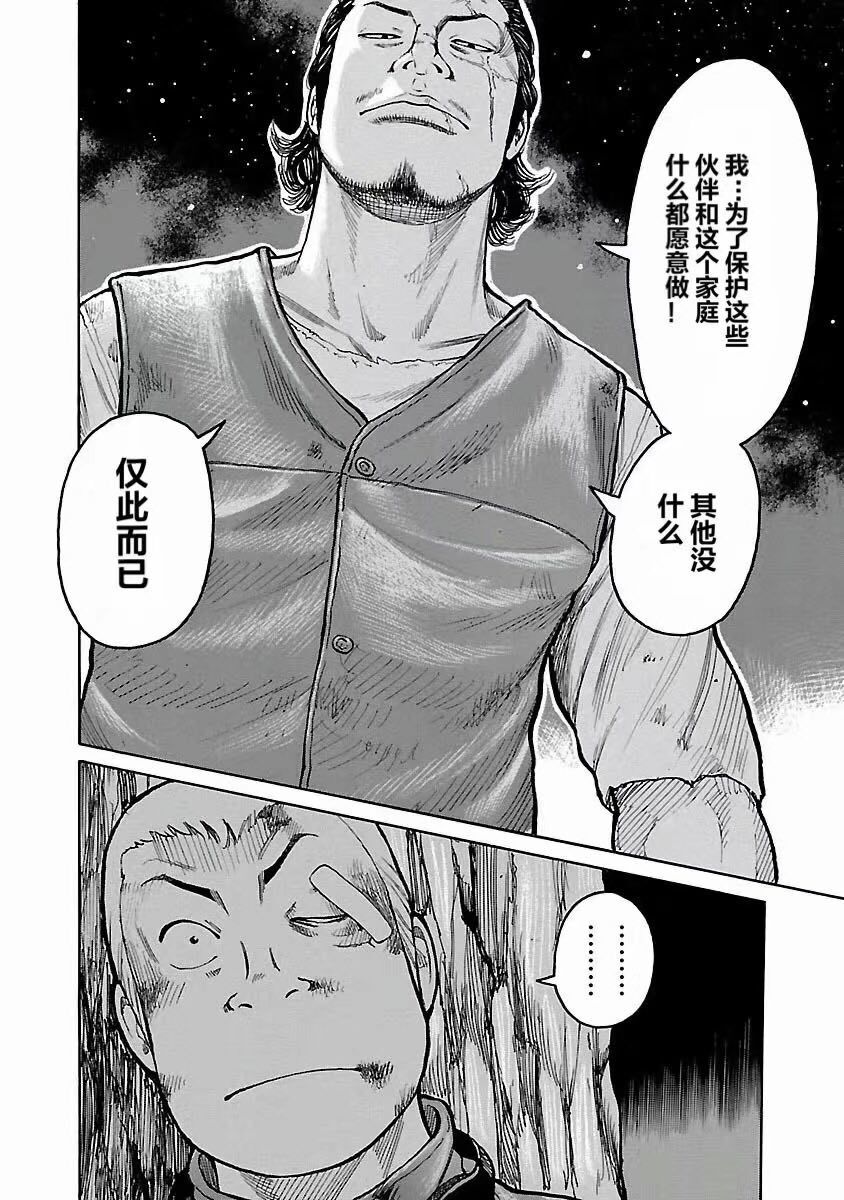 我…为了保护这些
伙伴和这个家庭
什么都愿意做！
其他没
什么
仅此而已
………